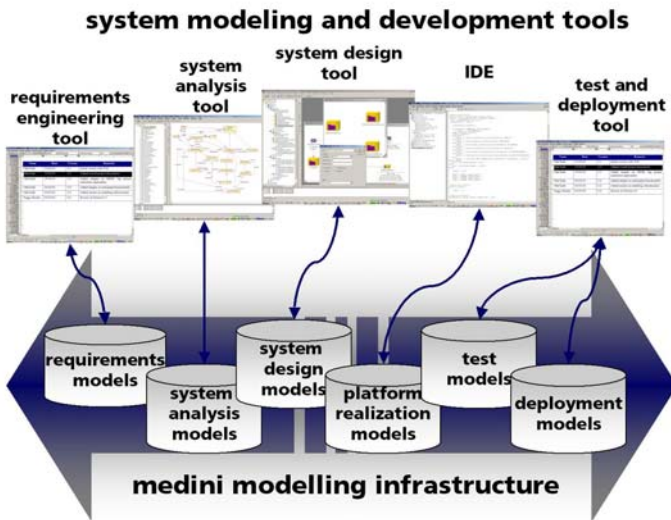 system modeling and development tools
requirements
engineering
tool
system
analysis
tool
system design
tool
IDE
test and
deployment
tool
requirements
models
system
analysis
models
system
design
models
platform
realization
models
test
models
deployment
models
medini modelling infrastructure